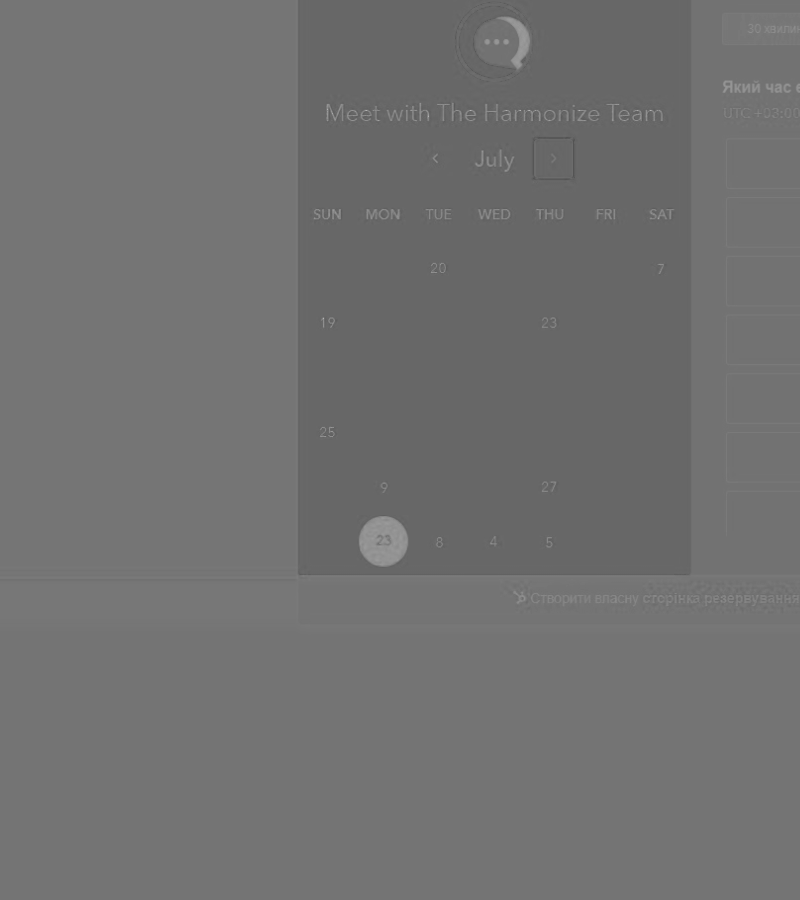 30 хвилин
Meet with The Harmonize Team
Який час
UTC +03:00
July
SUN MON TUE WED THU FRI SAT
20 7
19 23
25
9 27
23 8 4 5
Створити власну сторінка резервування